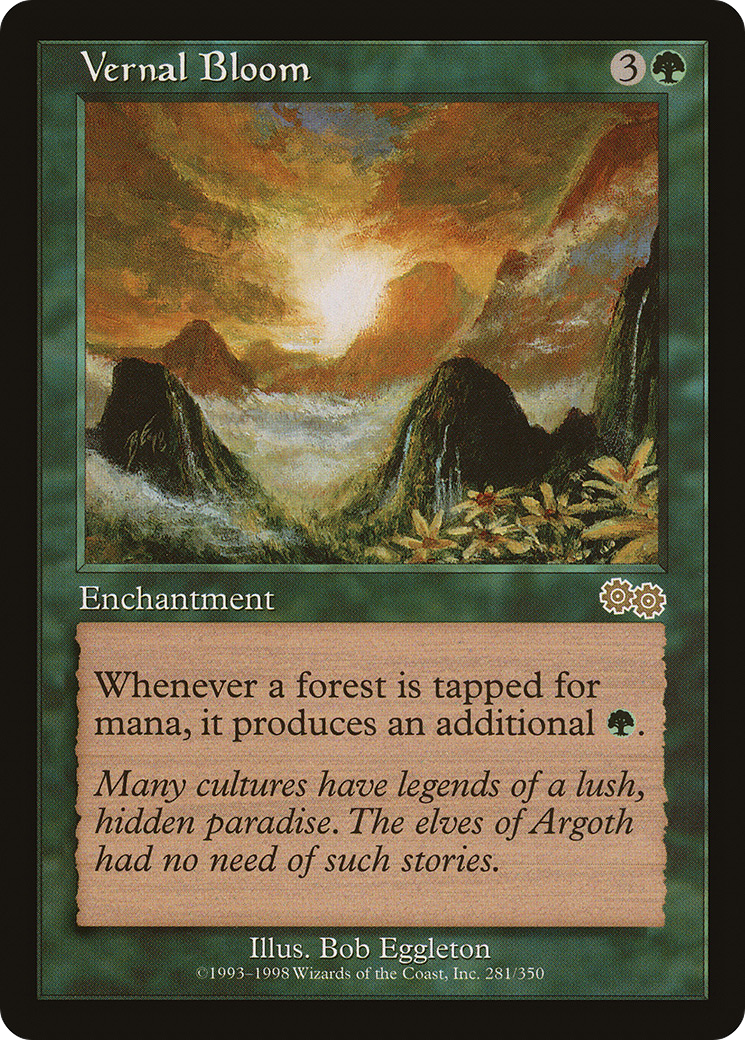 Vernal Bloom
3
Enchantment
Whenever a forest is tapped for
mana, it produces an additional .
Many cultures have legends of a lush,
hidden paradise. The elves of Argoth
had no need of such stories.
Illus. Bob Eggleton
©1993–1998 Wizards of the Coast, Inc. 281/350